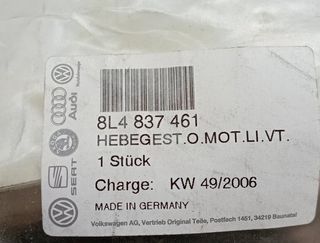 Audi
SEAT
8L4 837 461
HEBEGEST.O.MOT.LI.VT.
1 Stück
Charge: KW 49/2006
MADE IN GERMANY
Volkswagen AG, Vertrieb Original Teile, Postfach 1451, 34219 Baunatal